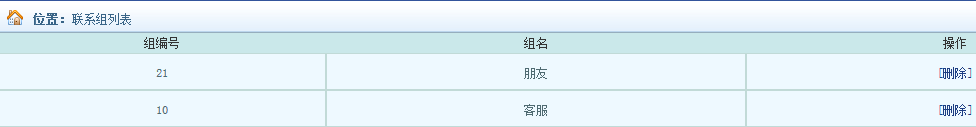 位置：联系组列表
组编号 组名 操作
21 朋友 [删除]
10 客服 [删除]